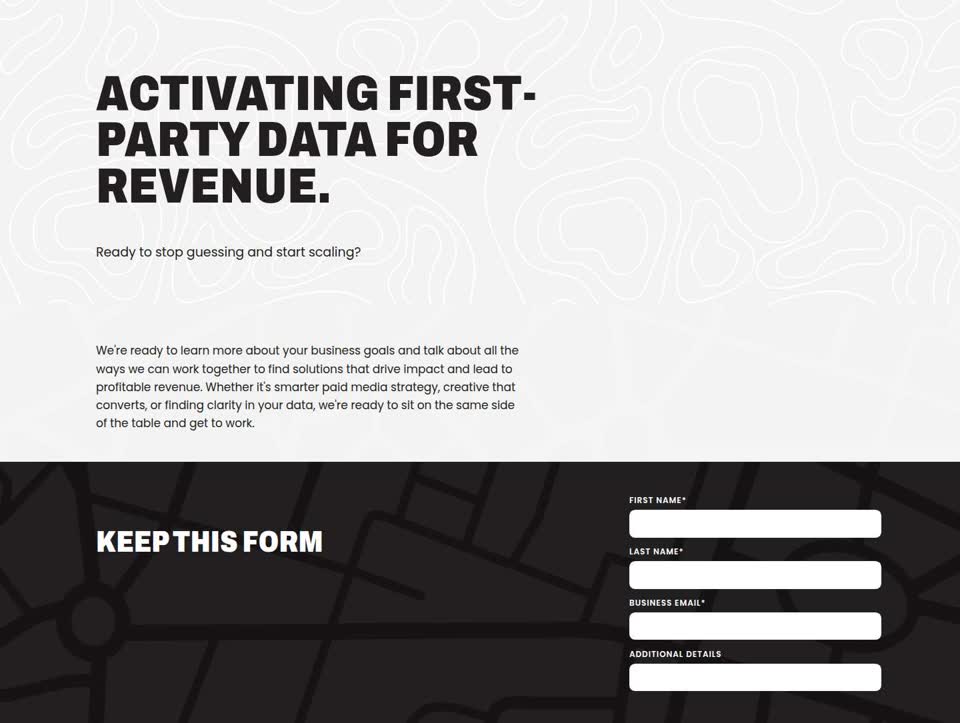 ACTIVATING FIRST-
PARTY DATA FOR
REVENUE.
Ready to stop guessing and start scaling?
We're ready to learn more about your business goals and talk about all the
ways we can work together to find solutions that drive impact and lead to
profitable revenue. Whether it's smarter paid media strategy, creative that
converts, or finding clarity in your data, we're ready to sit on the same side
of the table and get to work.
KEEP THIS FORM
FIRST NAME*
LAST NAME*
BUSINESS EMAIL*
ADDITIONAL DETAILS